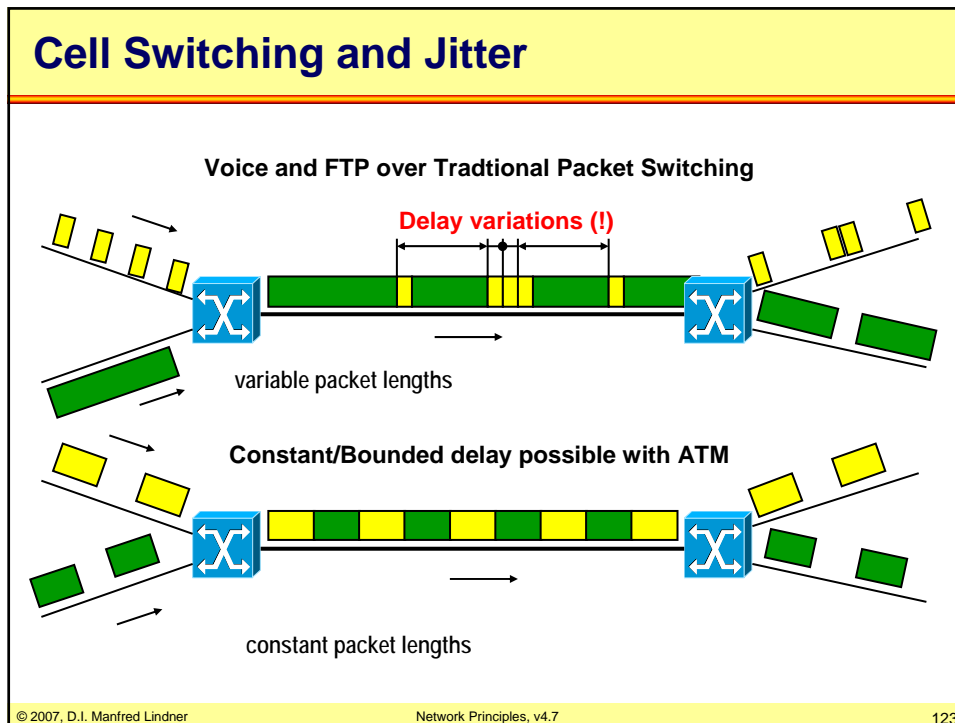 Cell Switching and Jitter
Voice and FTP over Tradtional Packet Switching
Delay variations (!)
variable packet lengths
Constant/Bounded delay possible with ATM
constant packet lengths
© 2007, D.I. Manfred Lindner
Network Principles, v4.7
123